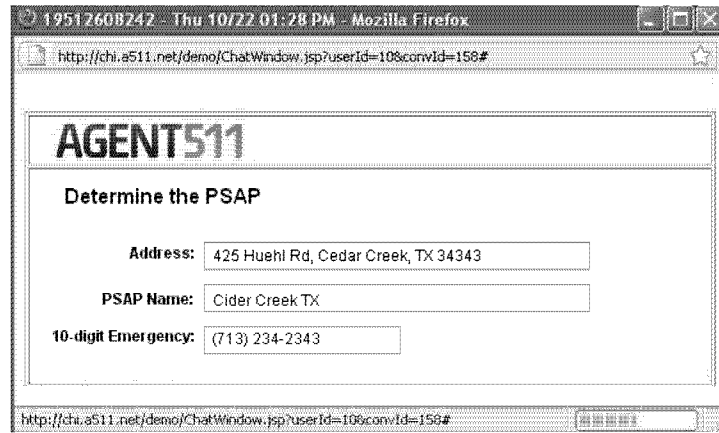 19512608242 - Thu 10/22 01:28 PM - Mozilla Firefox
http://chi.a511.net/demo/ChatWindow.jsp?userId=10&convId=158#
AGENT511
Determine the PSAP
Address: 425 Huehl Rd, Cedar Creek, TX 34343
PSAP Name: Cider Creek TX
10-digit Emergency: (713) 234-2343
http://chi.a511.net/demo/ChatWindow.jsp?userId=10&convId=158#